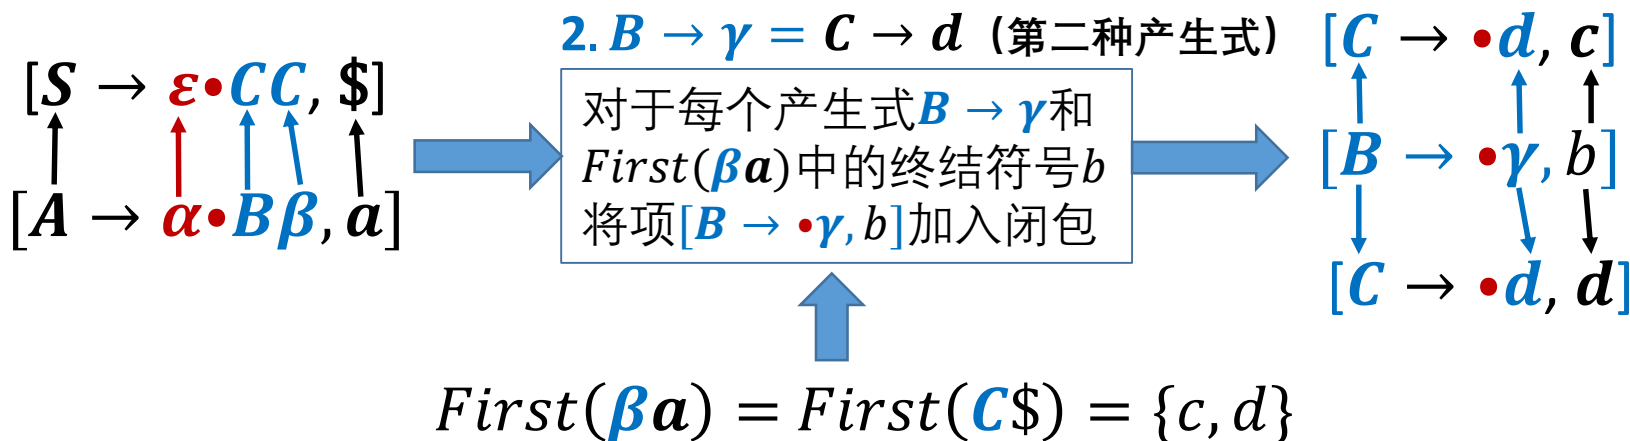 2. B → γ = C → d (第二种产生式)
[S → ε•CC, $]
[A → α•Bβ, a]
对于每个产生式B → γ和
First(βa)中的终结符号b
将项[B → •γ, b]加入闭包
[C → •d, c]
[B → •γ, b]
[C → •d, d]
First(βa) = First(C$) = {c, d}